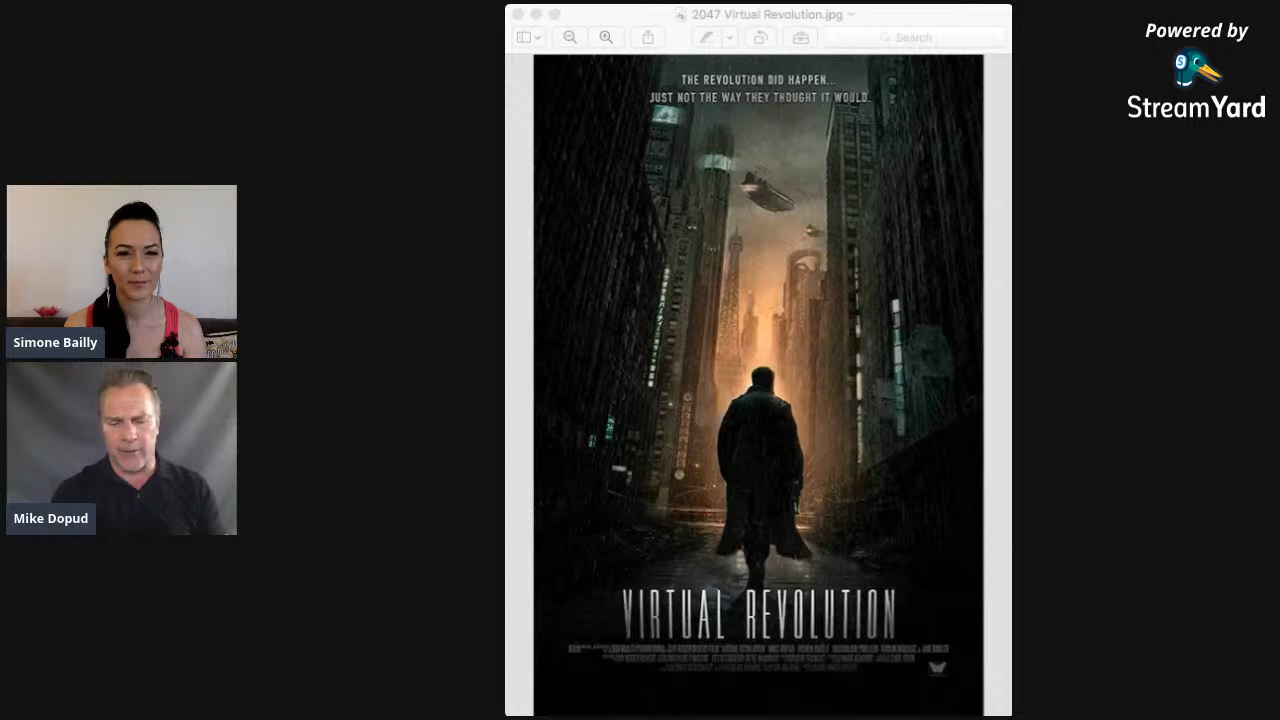 2047 Virtual Revolution.jpg
Search
Powered by
StreamYard
THE REVOLUTION DID HAPPEN...
JUST NOT THE WAY THEY THOUGHT IT WOULD.
Simone Bailly
Mike Dopud
VIRTUAL REVOLUTION